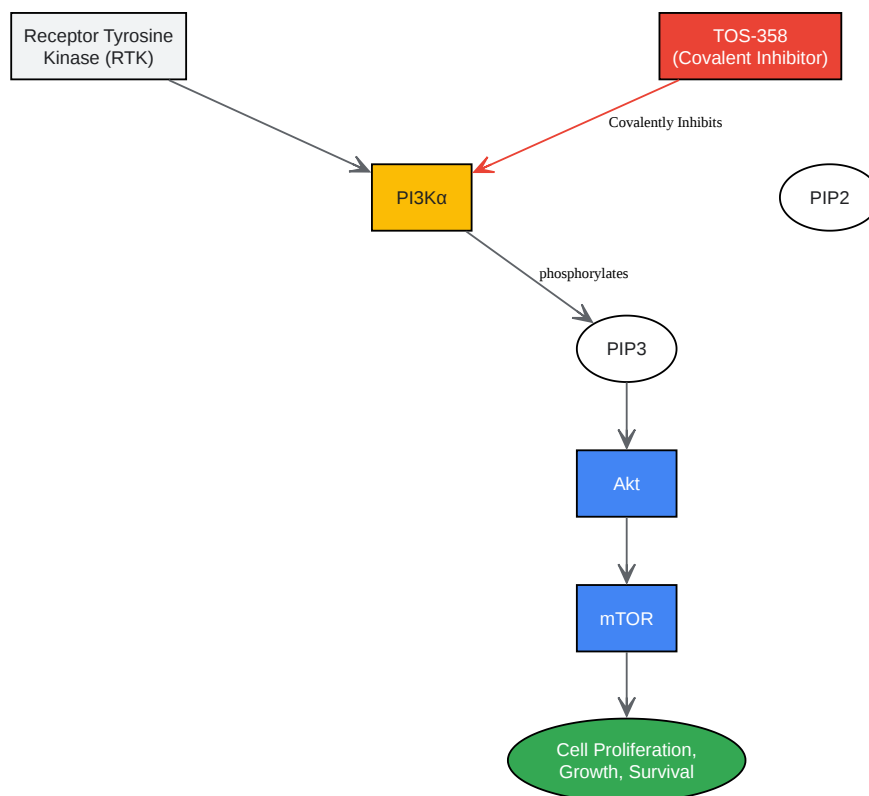 Receptor Tyrosine
Kinase (RTK)
TOS-358
(Covalent Inhibitor)
Covalently Inhibits
PI3Kα
PIP2
phosphorylates
PIP3
Akt
mTOR
Cell Proliferation,
Growth, Survival